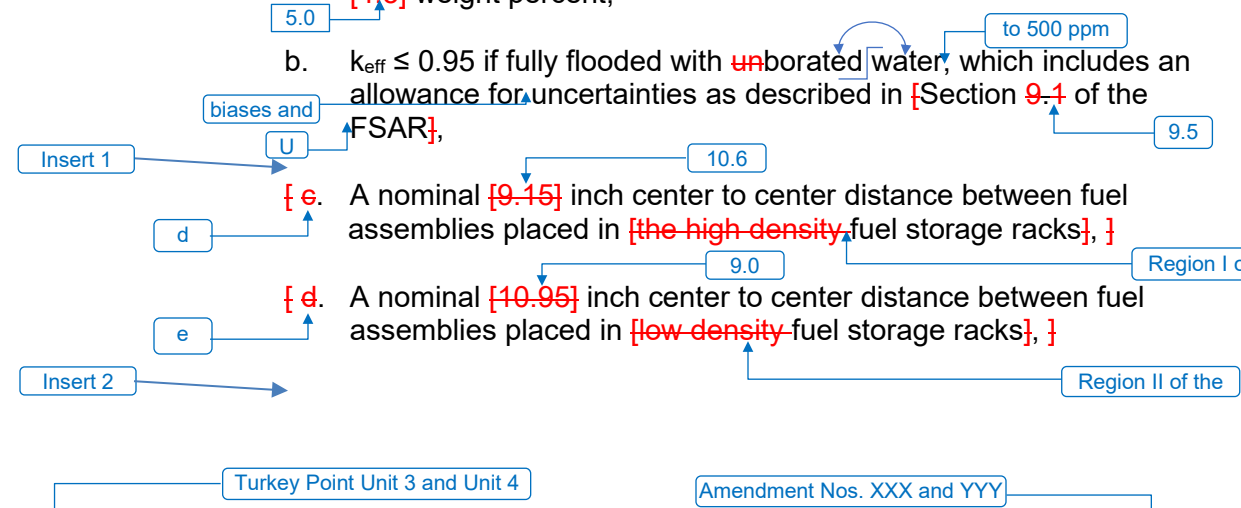 5.0
weight percent,
to 500 ppm
b. keff ≤ 0.95 if fully flooded with unborated water, which includes an
biases and
allowance for uncertainties as described in [Section 9.1 of the
FSAR],
9.5
U
Insert 1
10.6
[ c. A nominal [9.15] inch center to center distance between fuel
d
assemblies placed in [the high density fuel storage racks], ]
Region I
9.0
[ d. A nominal [10.95] inch center to center distance between fuel
e
assemblies placed in [low density fuel storage racks], ]
Insert 2
Region II of the
Turkey Point Unit 3 and Unit 4
Amendment Nos. XXX and YYY